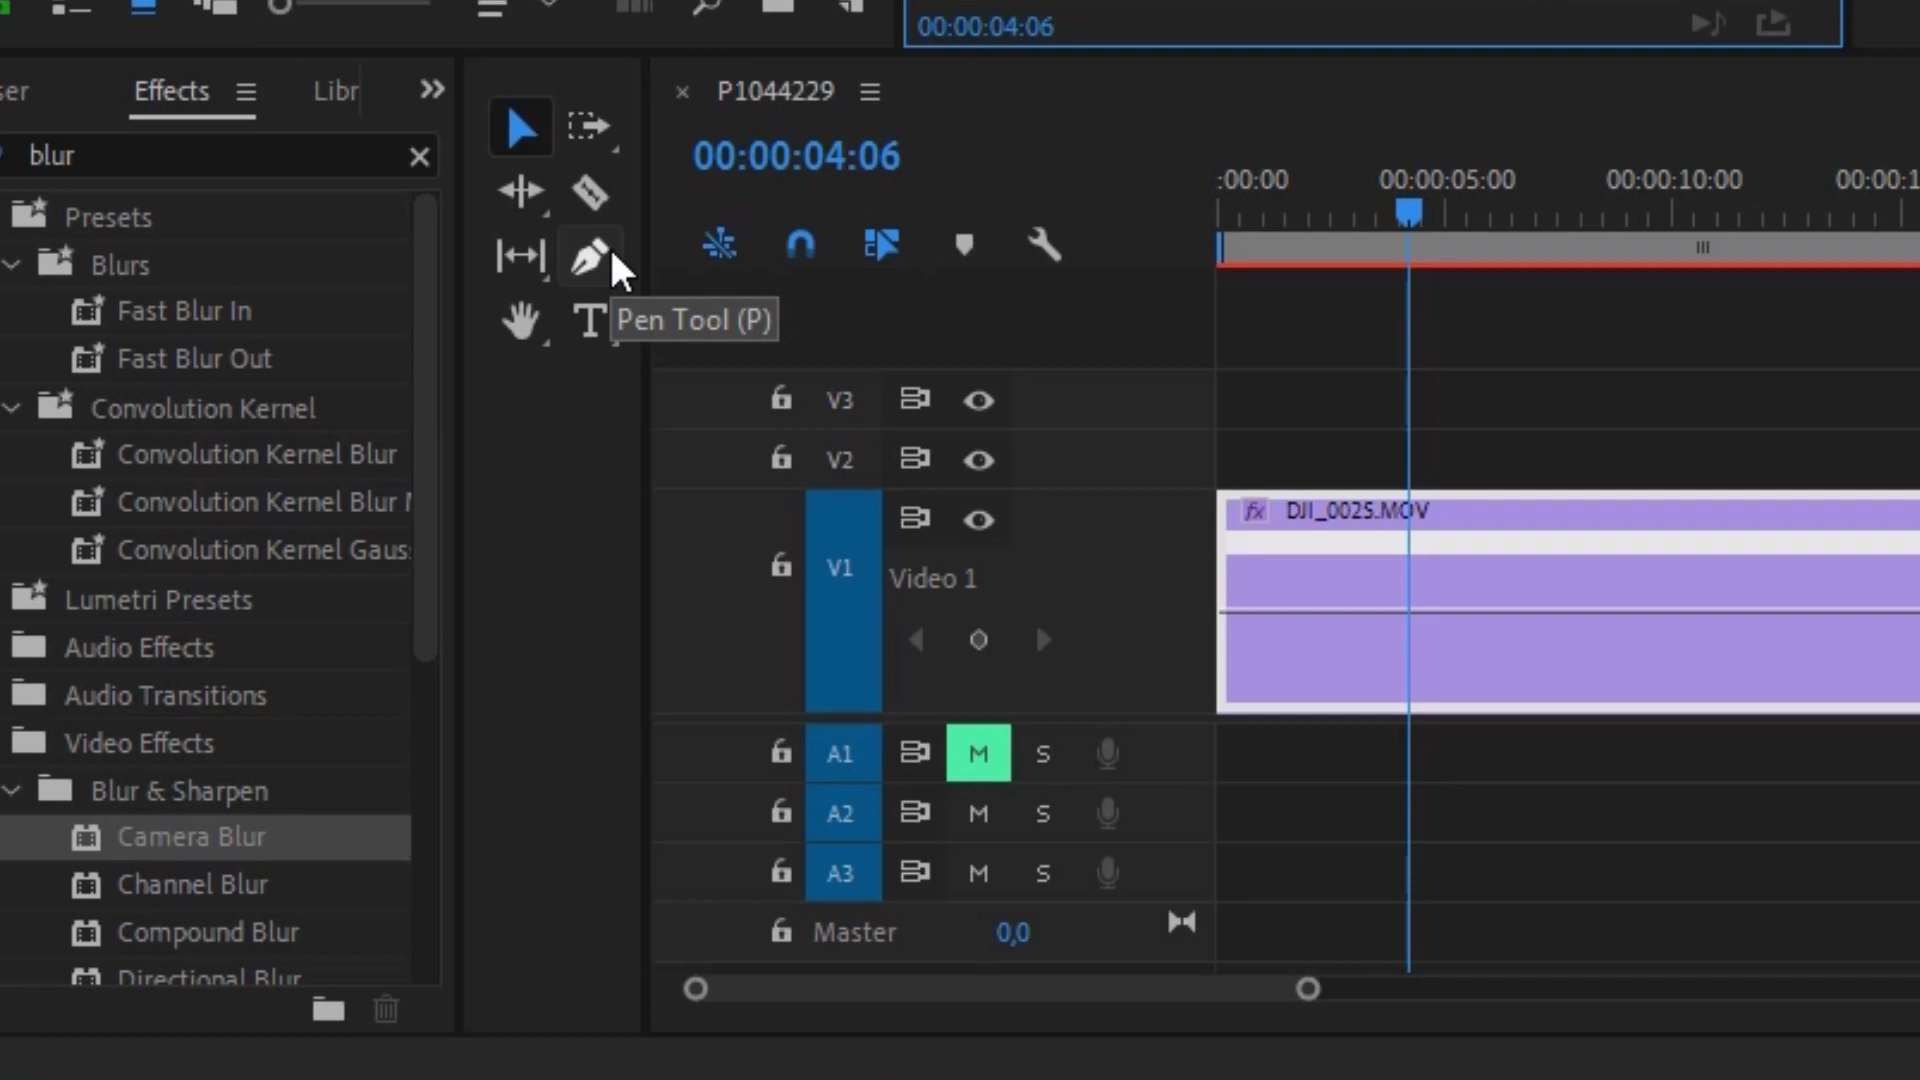 00:00:04:06
ser
Effects
Libr
blur
Presets
Blurs
Fast Blur In
Fast Blur Out
Convolution Kernel
Convolution Kernel Blur
Convolution Kernel Blur
Convolution Kernel Gaus
Lumetri Presets
Audio Effects
Audio Transitions
Video Effects
Blur & Sharpen
Camera Blur
Channel Blur
Compound Blur
Directional Blur
T
Pen Tool (P)
P1044229
00:00:04:06
:00:00
00:00:05:00
00:00:10:00
00:00:1
V3
V2
V1
Video 1
fx DJI_0025.MOV
A1 M S
A2 M S
A3 M S
Master 0,0